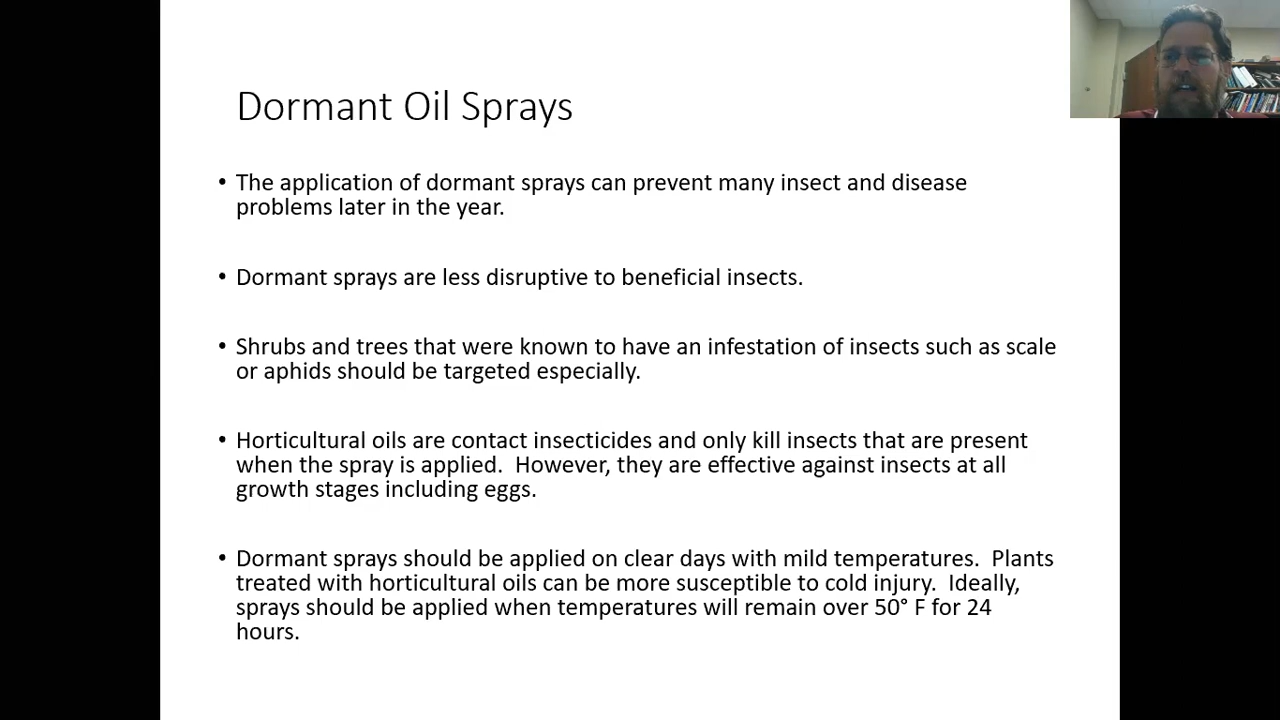 Dormant Oil Sprays
• The application of dormant sprays can prevent many insect and disease
problems later in the year.
• Dormant sprays are less disruptive to beneficial insects.
• Shrubs and trees that were known to have an infestation of insects such as scale
or aphids should be targeted especially.
• Horticultural oils are contact insecticides and only kill insects that are present
when the spray is applied.  However, they are effective against insects at all
growth stages including eggs.
• Dormant sprays should be applied on clear days with mild temperatures.  Plants
treated with horticultural oils can be more susceptible to cold injury.  Ideally,
sprays should be applied when temperatures will remain over 50° F for 24
hours.